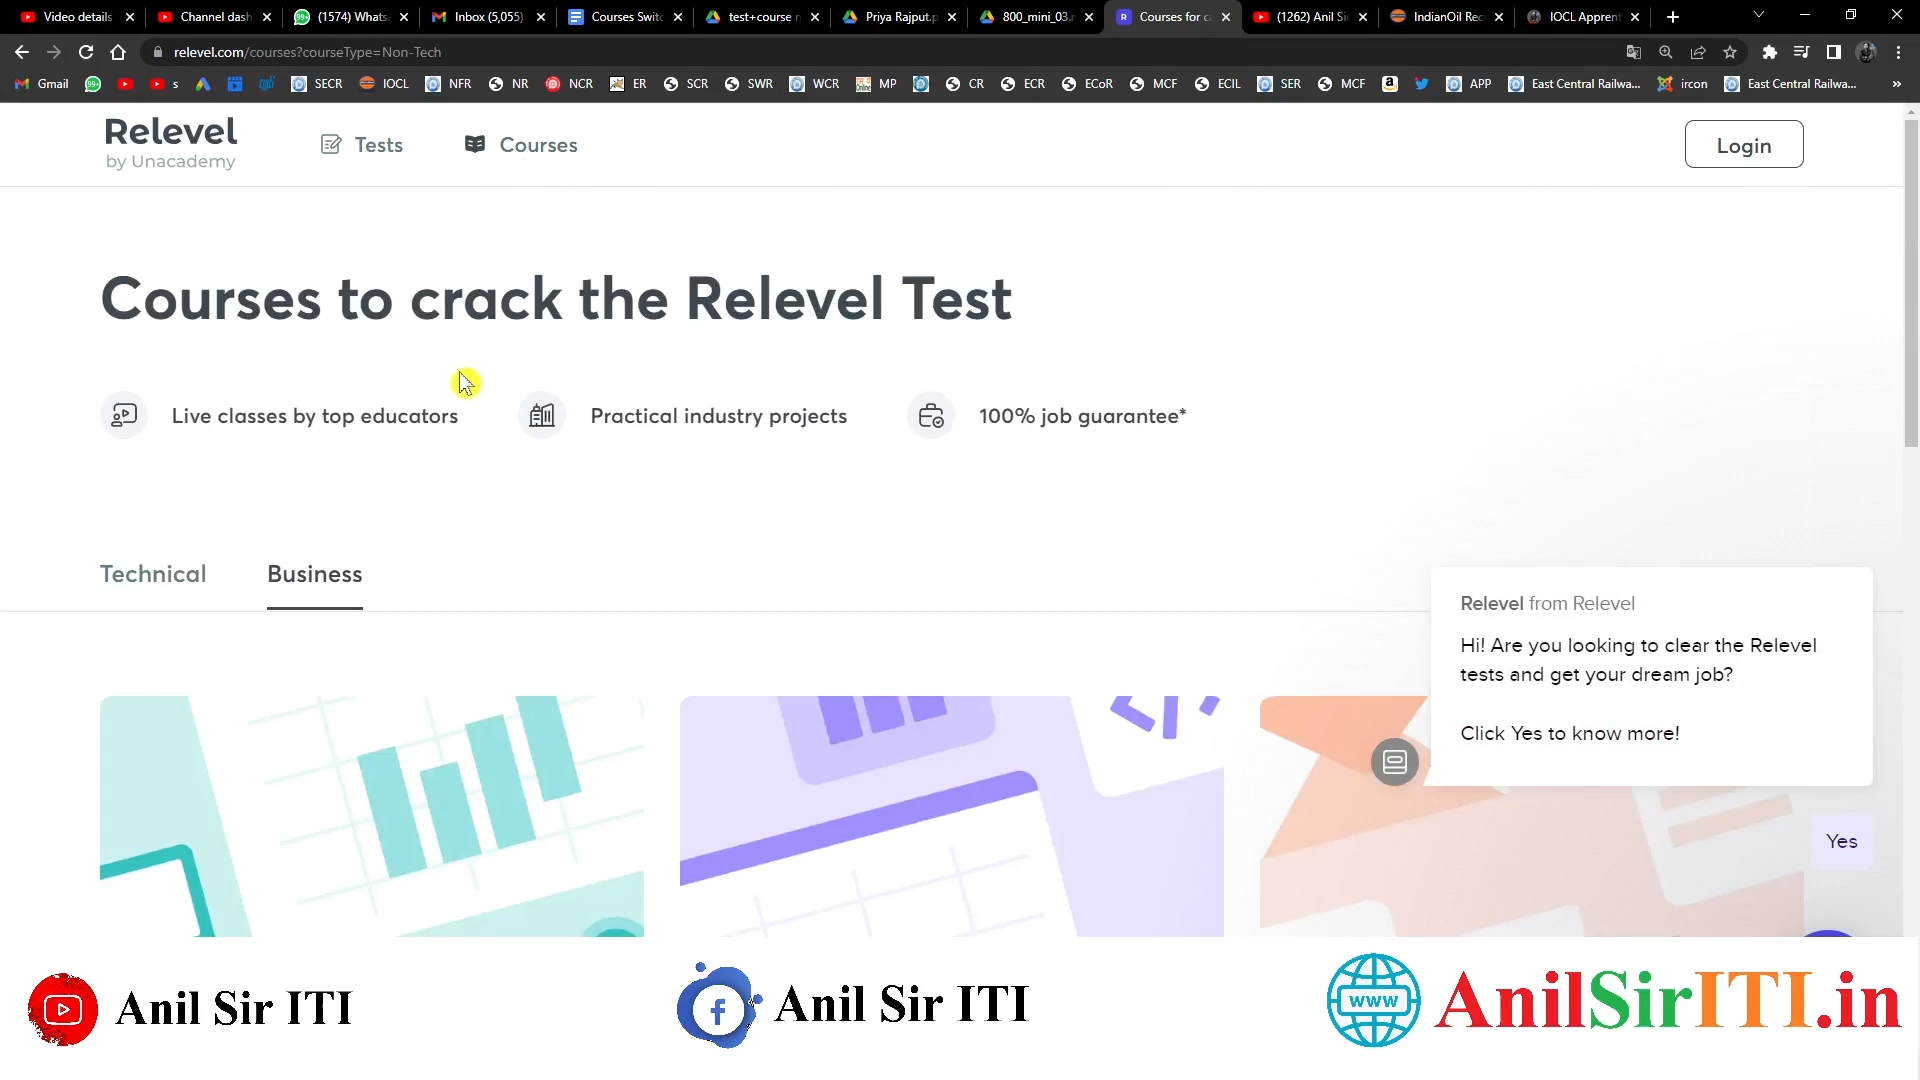 Video details
Channel dash
(1574) Whats
Inbox (5,055)
Courses Switc
test+course n
Priya Rajput.p
800_mini_03.r
Courses for ca
(1262) Anil Sir
IndianOil Rec
IOCL Apprent
relevel.com/courses?courseType=Non-Tech
Gmail
s
SECR
IOCL
NFR
NR
NCR
ER
SCR
SWR
WCR
MP
CR
ECR
ECoR
MCF
ECIL
SER
MCF
APP
East Central Railwa...
ircon
East Central Railwa...
Relevel
by Unacademy
Tests
Courses
Login
Courses to crack the Relevel Test
Live classes by top educators
Practical industry projects
100% job guarantee*
Technical
Business
Relevel from Relevel
Hi! Are you looking to clear the Relevel
tests and get your dream job?
Click Yes to know more!
Yes
Anil Sir ITI
Anil Sir ITI
www
AnilSirITI.in